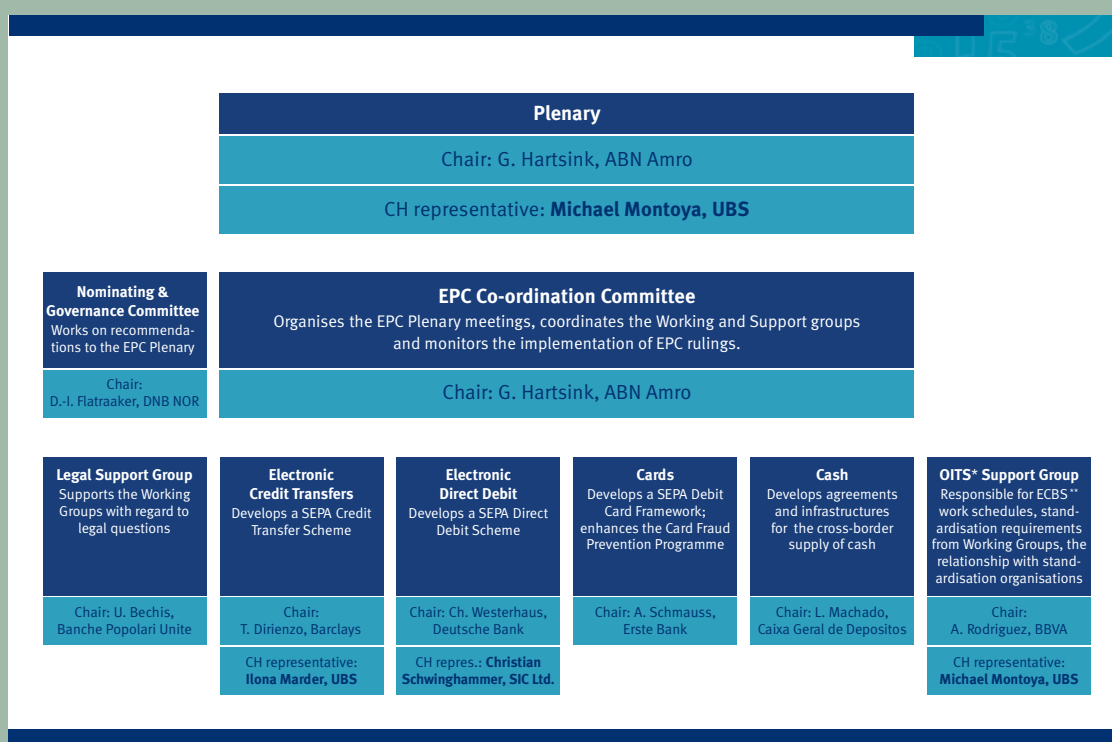 Plenary
Chair: G. Hartsink, ABN Amro
CH representative: Michael Montoya, UBS
Nominating &
Governance Committee
Works on recommenda-
tions to the EPC Plenary
Chair:
D.-I. Flatraaker, DNB NOR
EPC Co-ordination Committee
Organises the EPC Plenary meetings, coordinates the Working and Support groups
and monitors the implementation of EPC rulings.
Chair: G. Hartsink, ABN Amro
Legal Support Group
Supports the Working
Groups with regard to
legal questions
Chair: U. Bechis,
Banche Popolari Unite
Electronic
Credit Transfers
Develops a SEPA Credit
Transfer Scheme
Chair:
T. Dirienzo, Barclays
CH representative:
Ilona Marder, UBS
Electronic
Direct Debit
Develops a SEPA Direct
Debit Scheme
Chair: Ch. Westerhaus,
Deutsche Bank
CH repres.: Christian
Schwinghammer, SIC Ltd.
Cards
Develops a SEPA Debit
Card Framework;
enhances the Card Fraud
Prevention Programme
Chair: A. Schmauss,
Erste Bank
Cash
Develops agreements
and infrastructures
for the cross-border
supply of cash
Chair: L. Machado,
Caixa Geral de Depositos
OITS* Support Group
Responsible for ECBS**
work schedules, stand-
ardisation requirements
from Working Groups, the
relationship with stand-
ardisation organisations
Chair:
A. Rodriguez, BBVA
CH representative:
Michael Montoya, UBS